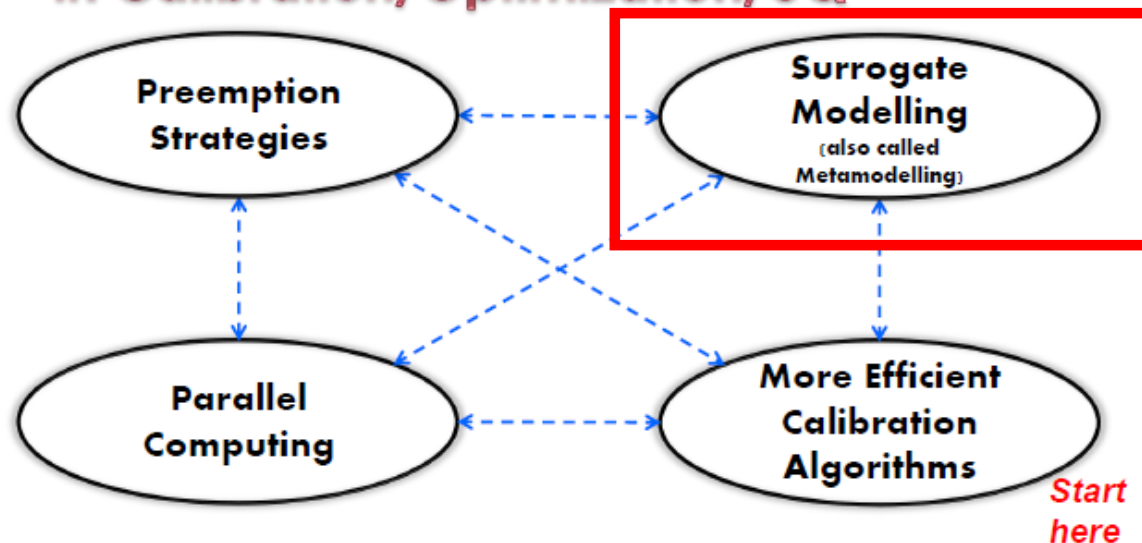 Preemption
Strategies
Surrogate
Modelling
(also called
Metamodelling)
Parallel
Computing
More Efficient
Calibration
Algorithms
Start
here